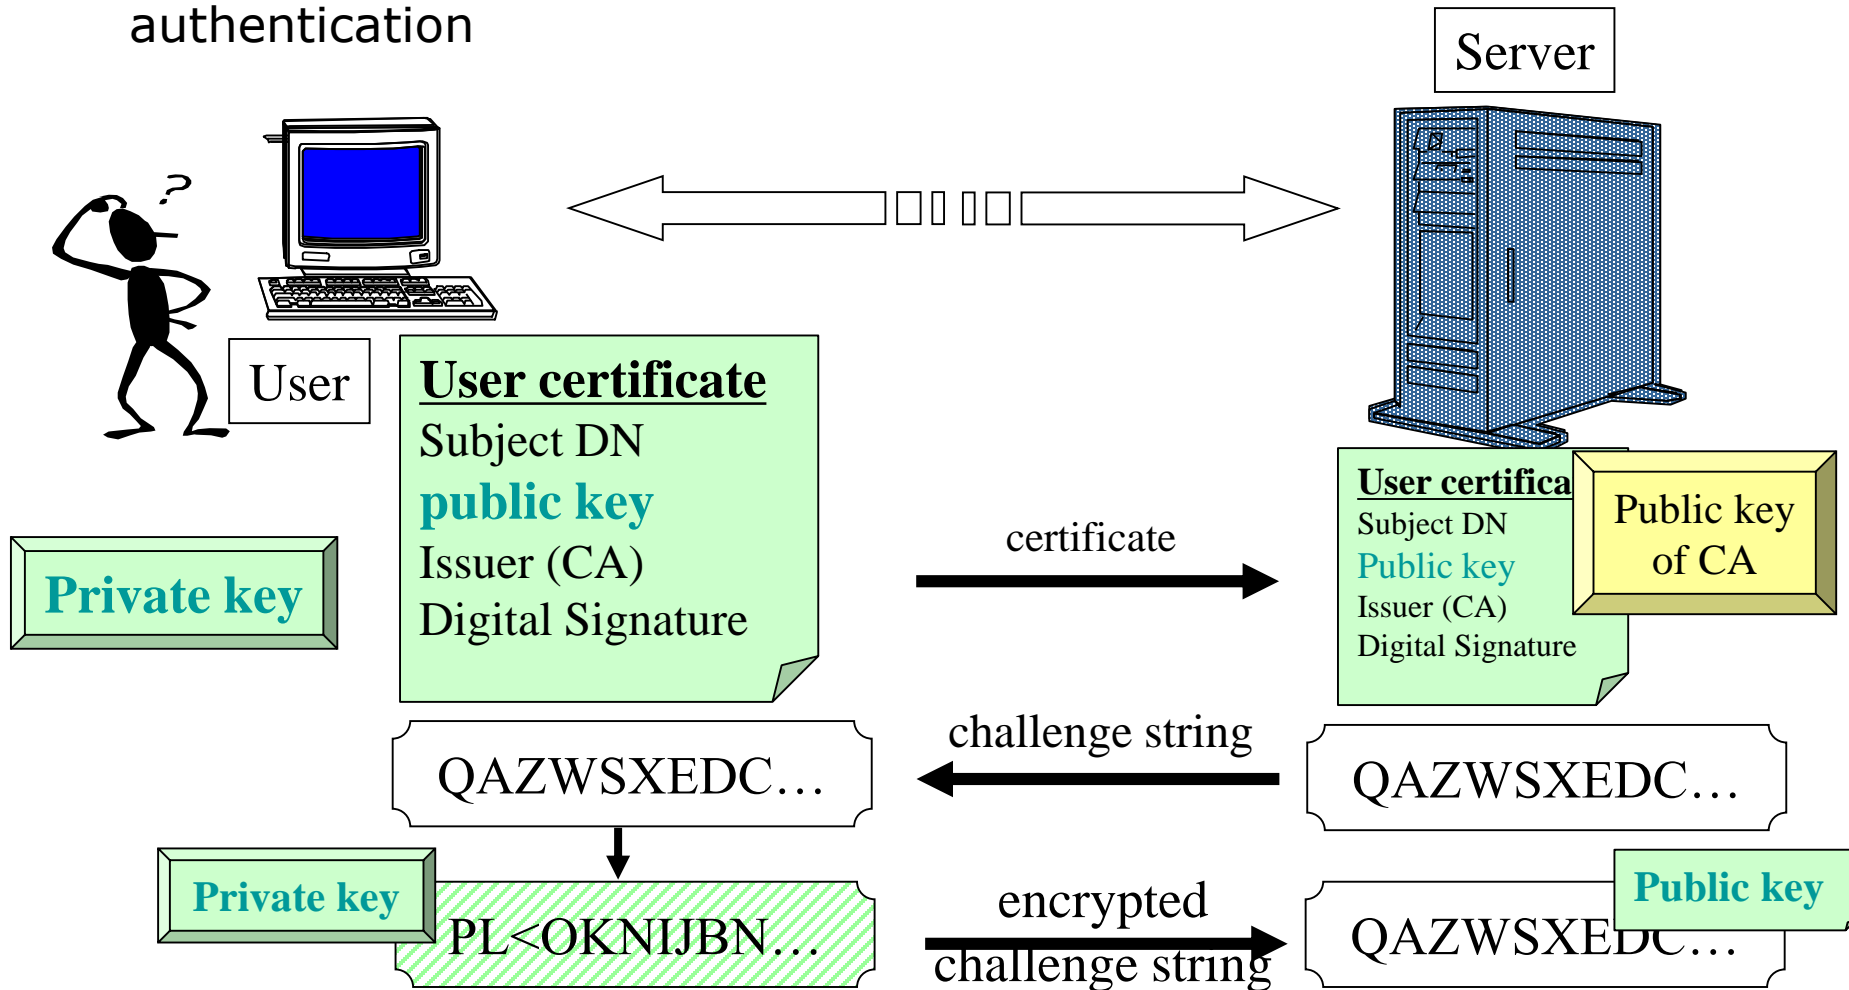 authentication
Server
?
User
User certificate
Subject DN
public key
Issuer (CA)
Digital Signature
Private key
certificate
User certifica
Subject DN
Public key
Issuer (CA)
Digital Signature
Public key
of CA
challenge string
QAZWSXEDC...
QAZWSXEDC...
Private key
PL<OKNIJBN...
encrypted
challenge string
QAZWSXEDC...
Public key